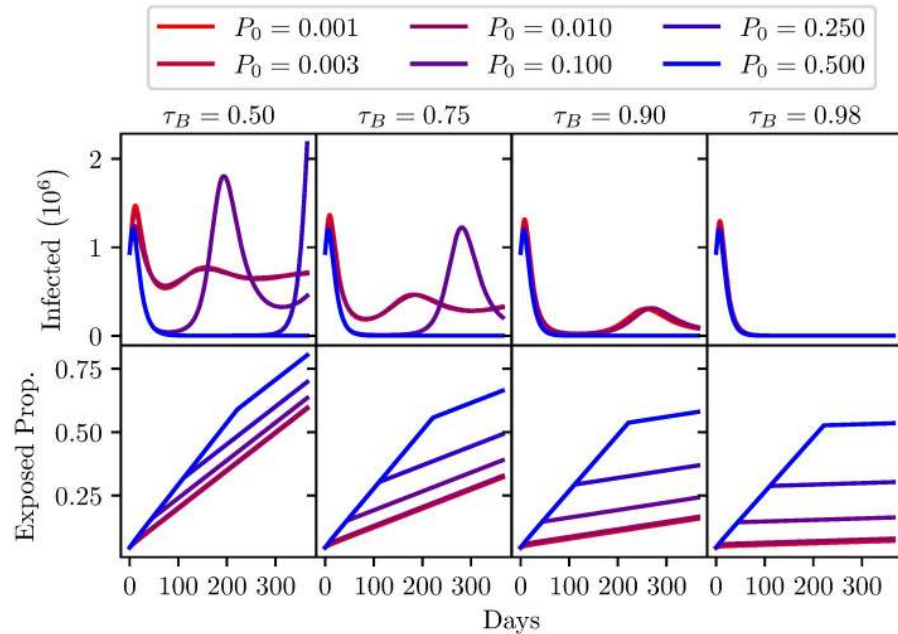 P₀ = 0.001 P₀ = 0.010 P₀ = 0.250
P₀ = 0.003 P₀ = 0.100 P₀ = 0.500
τ_B = 0.50 τ_B = 0.75 τ_B = 0.90 τ_B = 0.98
Infected (10⁶)
2
1
0
Exposed Prop.
0.75
0.50
0.25
0 100 200 300 0 100 200 300 0 100 200 300 0 100 200 300
Days